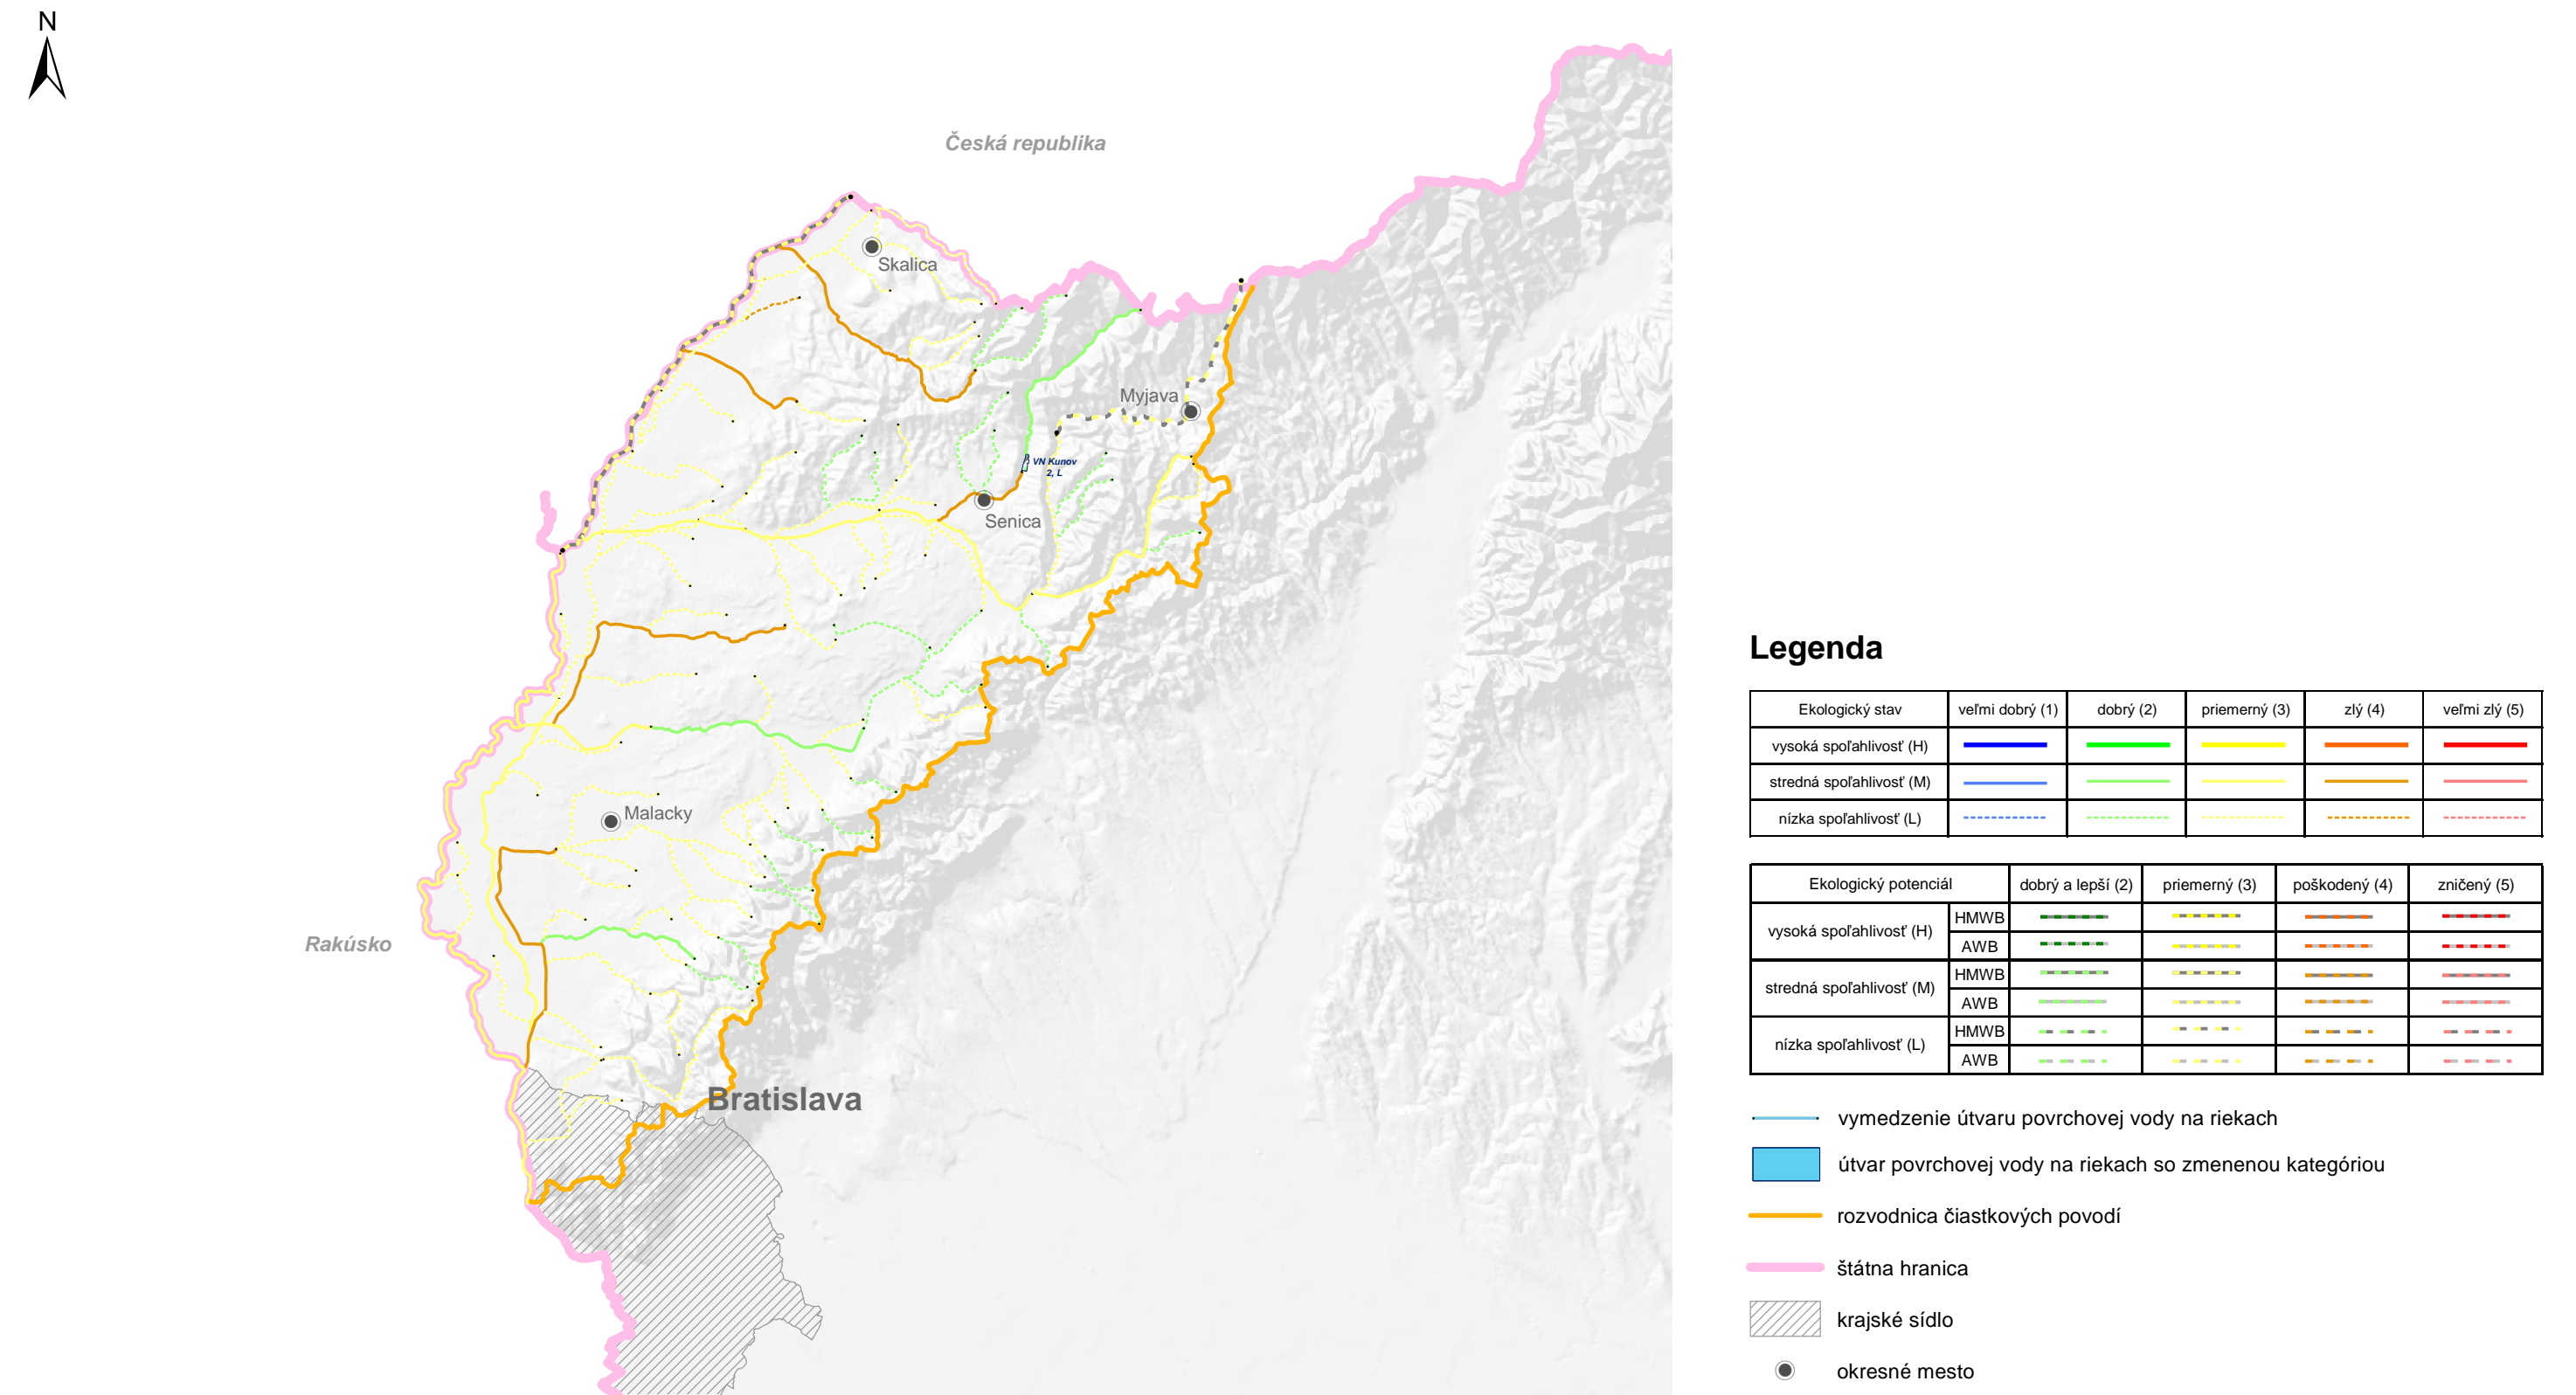 N
Česká republika
Skalica
Myjava
VN Kunov
2, L
Senica
Malacky
Rakúsko
Bratislava
Legenda
Ekologický stav veľmi dobrý (1) dobrý (2) priemerný (3) zlý (4) veľmi zlý (5)
vysoká spoľahlivosť (H)
stredná spoľahlivosť (M)
nízka spoľahlivosť (L)
Ekologický potenciál dobrý a lepší (2) priemerný (3) poškodený (4) zničený (5)
vysoká spoľahlivosť (H) HMWB
AWB
stredná spoľahlivosť (M) HMWB
AWB
nízka spoľahlivosť (L) HMWB
AWB
vymedzenie útvaru povrchovej vody na riekach
útvar povrchovej vody na riekach so zmenenou kategóriou
rozvodnica čiastkových povodí
štátna hranica
krajské sídlo
okresné mesto